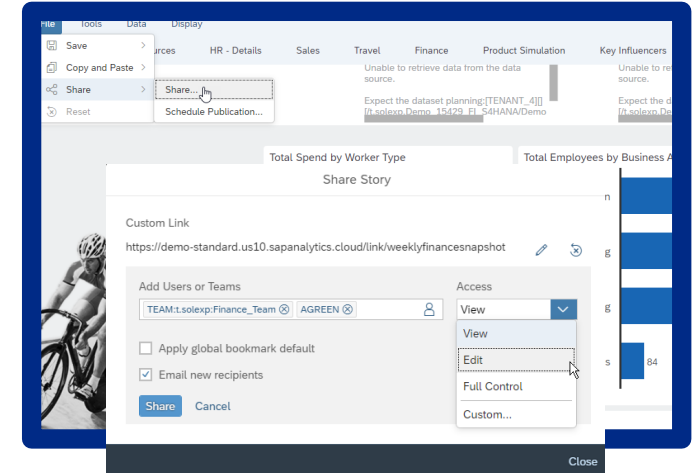 File Tools Data Display
Save
Copy and Paste
Share
Reset
Share...
Schedule Publication...
HR - Details Sales Travel Finance Product Simulation Key Influencers
Unable to retrieve data from the data
source.
Expect the dataset planning:[TENANT_4][]
[/t.solexp.Demo_15429_FI_S4HANA/Demo
Unable to
source.
Expect the
Total Spend by Worker Type
Total Employees by Business
84
Share Story
Custom Link
https://demo-standard.us10.sapanalytics.cloud/link/weeklyfinancesnapshot
Add Users or Teams
Access
TEAM:t.solexp:Finance_Team AGREEN
View
View
Edit
Full Control
Custom...
Apply global bookmark default
Email new recipients
Share Cancel
Close